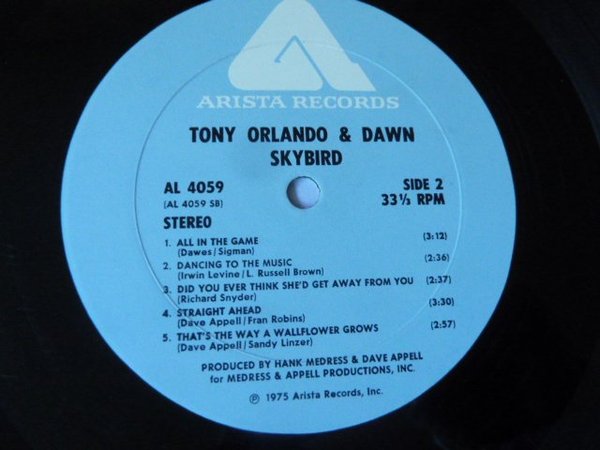 ARISTA RECORDS
TONY ORLANDO & DAWN
SKYBIRD
AL 4059 SIDE 2
(AL 4059 SB) 33⅓ RPM
STEREO
1. ALL IN THE GAME (3:12)
(Dawes/Sigman)
2. DANCING TO THE MUSIC (2:36)
(Irwin Levine/L. Russell Brown)
3. DID YOU EVER THINK SHE'D GET AWAY FROM YOU (2:37)
(Richard Snyder)
4. STRAIGHT AHEAD (3:30)
(Dave Appell/Fran Robins)
5. THAT'S THE WAY A WALLFLOWER GROWS (2:57)
(Dave Appell/Sandy Linzer)
PRODUCED BY HANK MEDRESS & DAVE APPELL
for MEDRESS & APPELL PRODUCTIONS, INC.
℗ 1975 Arista Records, Inc.